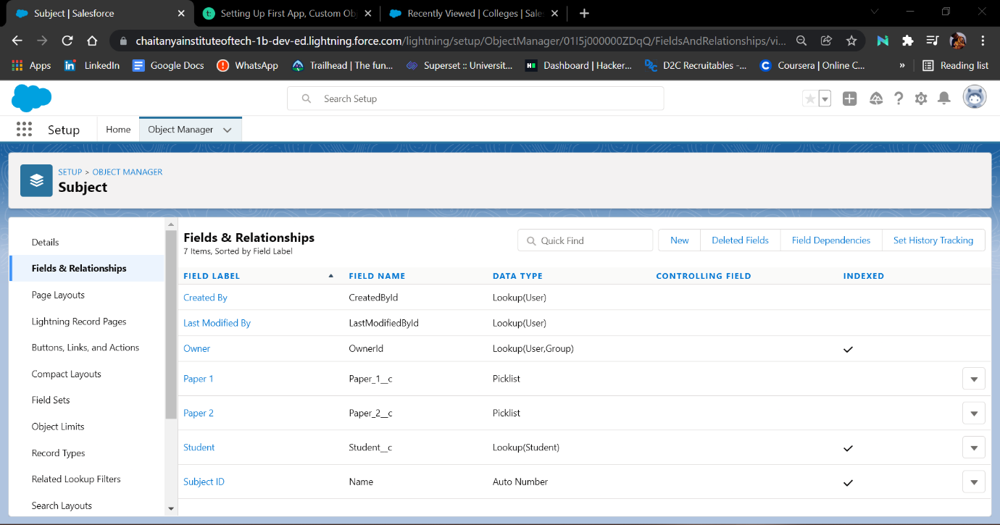 Subject | Salesforce
Setting Up First App, Custom Ob
Recently Viewed | Colleges | Sale
chaitanyainstituteoftech-1b-dev-ed.lightning.force.com/lightning/setup/ObjectManager/01I5j000000ZDqQ/FieldsAndRelationships/vi...
Apps LinkedIn Google Docs WhatsApp Trailhead | The fun... Superset :: Universit... Dashboard | Hacker... D2C Recruitables -... Coursera | Online C... » Reading list
Search Setup
Setup Home Object Manager
SETUP > OBJECT MANAGER
Subject
Details
Fields & Relationships
Page Layouts
Lightning Record Pages
Buttons, Links, and Actions
Compact Layouts
Field Sets
Object Limits
Record Types
Related Lookup Filters
Search Layouts
Fields & Relationships
7 Items, Sorted by Field Label
Quick Find
New Deleted Fields Field Dependencies Set History Tracking
FIELD LABEL FIELD NAME DATA TYPE CONTROLLING FIELD INDEXED
Created By CreatedById Lookup(User)
Last Modified By LastModifiedById Lookup(User)
Owner OwnerId Lookup(User,Group)
Paper 1 Paper_1__c Picklist
Paper 2 Paper_2__c Picklist
Student Student__c Lookup(Student)
Subject ID Name Auto Number